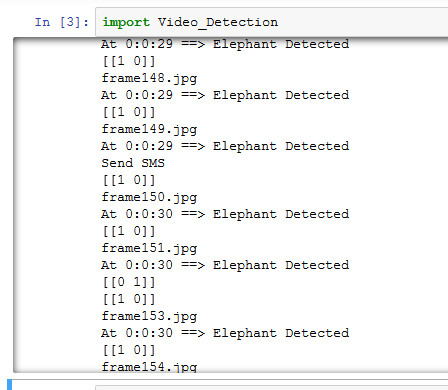 In [3]: import Video_Detection
At 0:0:29 ==> Elephant Detected
[[1 0]]
frame148.jpg
At 0:0:29 ==> Elephant Detected
[[1 0]]
frame149.jpg
At 0:0:29 ==> Elephant Detected
Send SMS
[[1 0]]
frame150.jpg
At 0:0:30 ==> Elephant Detected
[[1 0]]
frame151.jpg
At 0:0:30 ==> Elephant Detected
[[0 1]]
[[1 0]]
frame153.jpg
At 0:0:30 ==> Elephant Detected
[[1 0]]
frame154.jpg